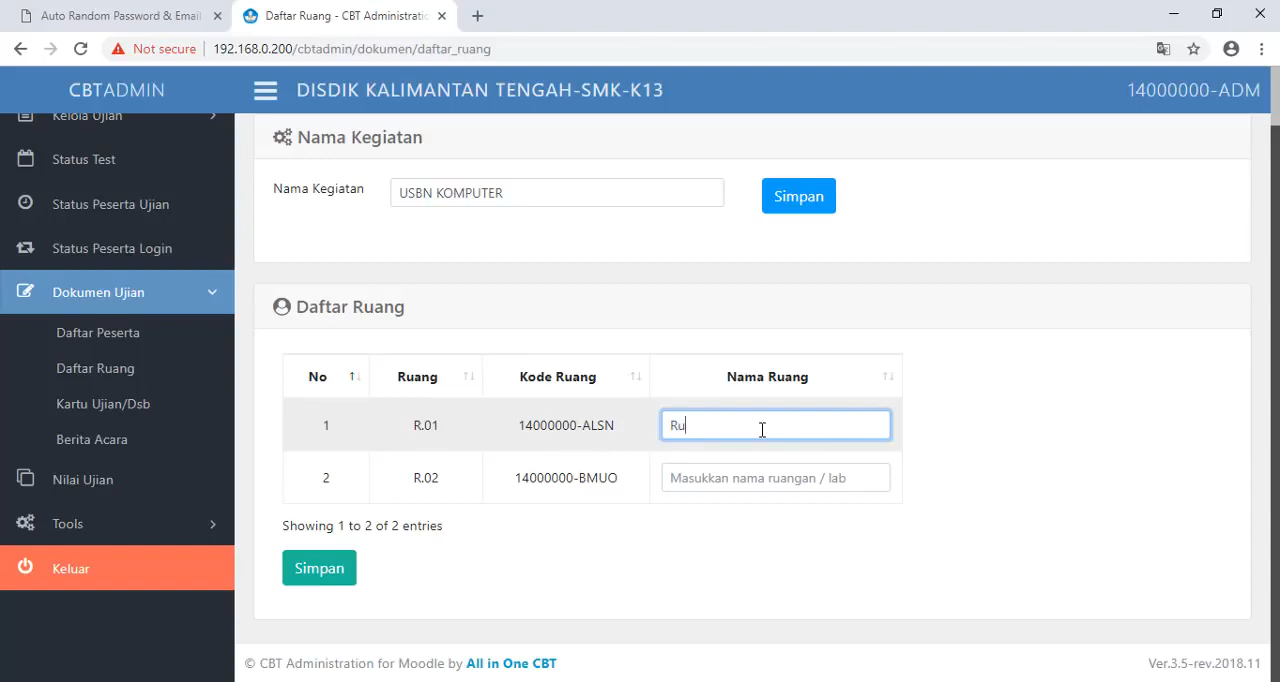 Auto Random Password & Email
Daftar Ruang - CBT Administratio
Not secure
192.168.0.200/cbtadmin/dokumen/daftar_ruang
CBTADMIN
DISDIK KALIMANTAN TENGAH-SMK-K13
14000000-ADM
Kelola Ujian
Status Test
Status Peserta Ujian
Status Peserta Login
Dokumen Ujian
Daftar Peserta
Daftar Ruang
Kartu Ujian/Dsb
Berita Acara
Nilai Ujian
Tools
Keluar
Nama Kegiatan
Nama Kegiatan
USBN KOMPUTER
Simpan
Daftar Ruang
No Ruang Kode Ruang Nama Ruang
1 R.01 14000000-ALSN Ru
2 R.02 14000000-BMUO Masukkan nama ruangan / lab
Showing 1 to 2 of 2 entries
Simpan
© CBT Administration for Moodle by All in One CBT
Ver.3.5-rev.2018.11